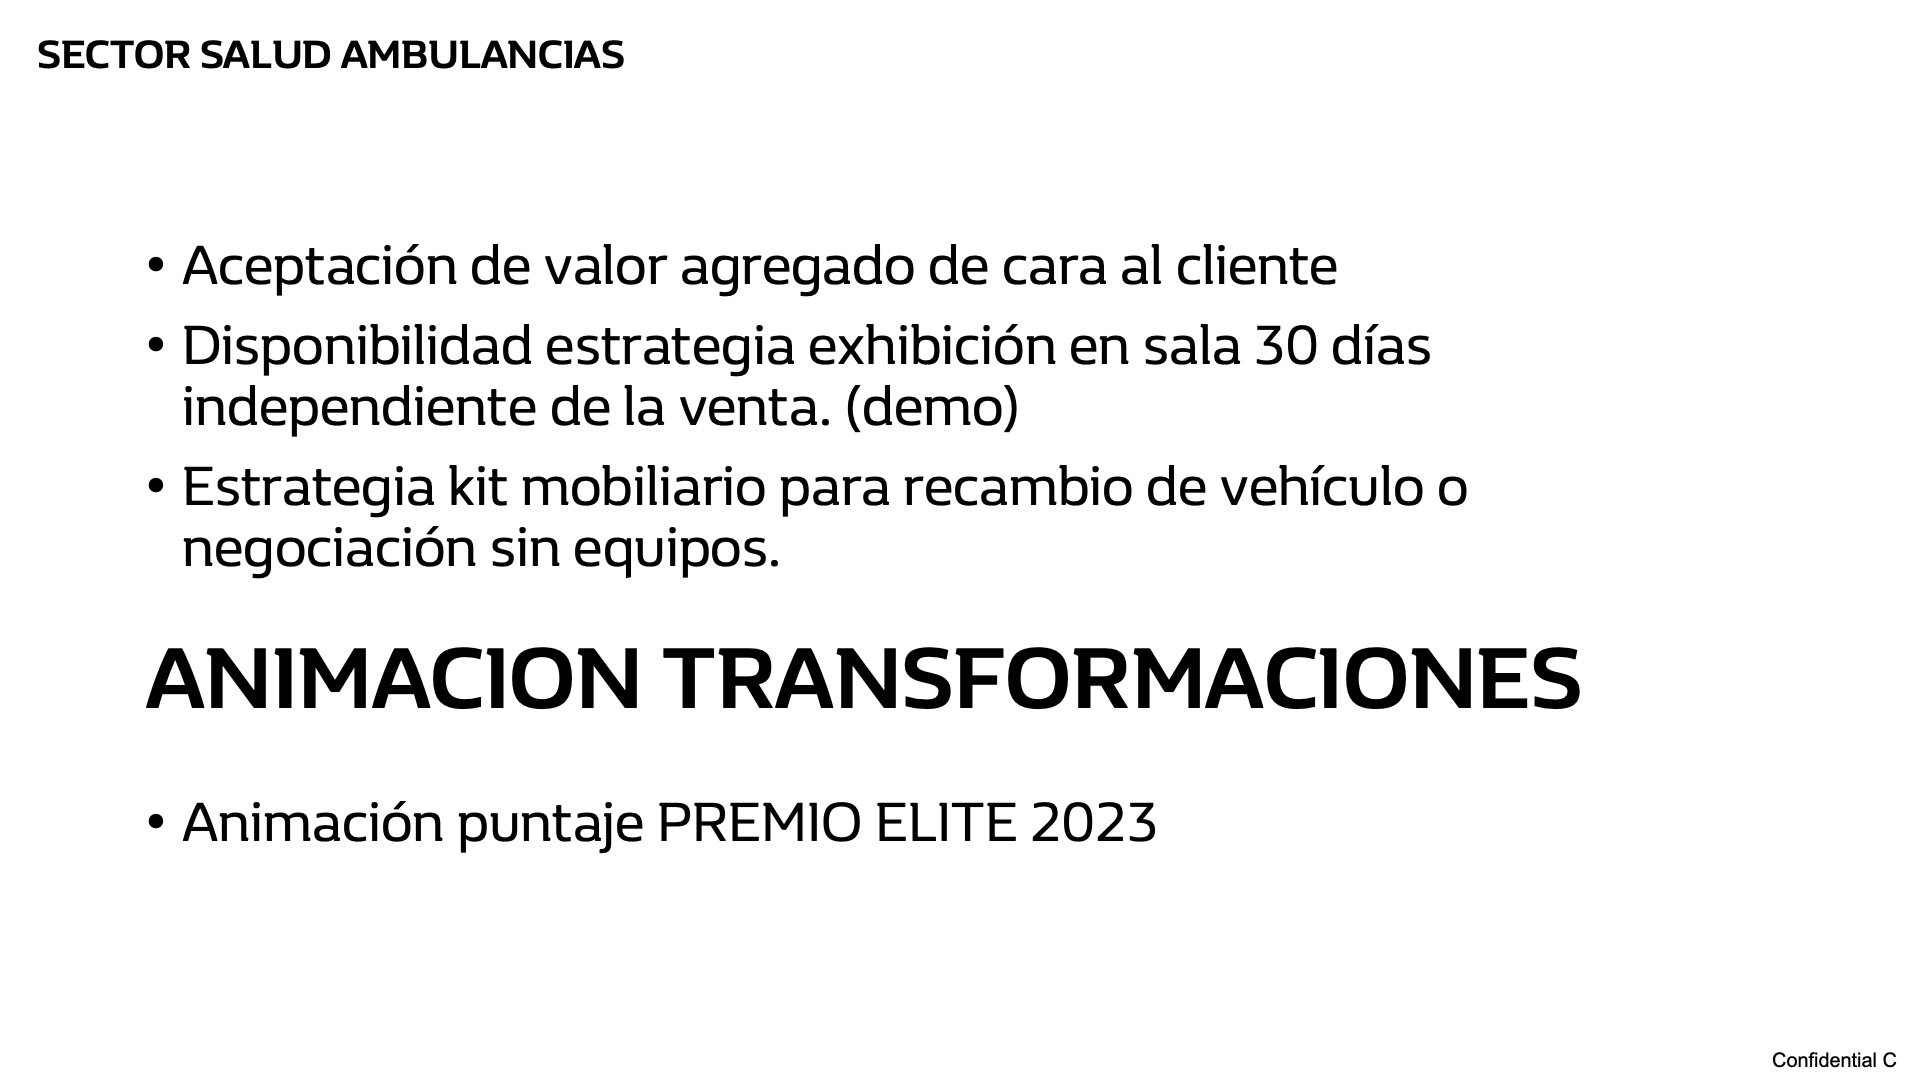 SECTOR SALUD AMBULANCIAS
• Aceptación de valor agregado de cara al cliente
• Disponibilidad estrategia exhibición en sala 30 días
independiente de la venta. (demo)
• Estrategia kit mobiliario para recambio de vehículo o
negociación sin equipos.
ANIMACION TRANSFORMACIONES
• Animación puntaje PREMIO ELITE 2023
Confidential C